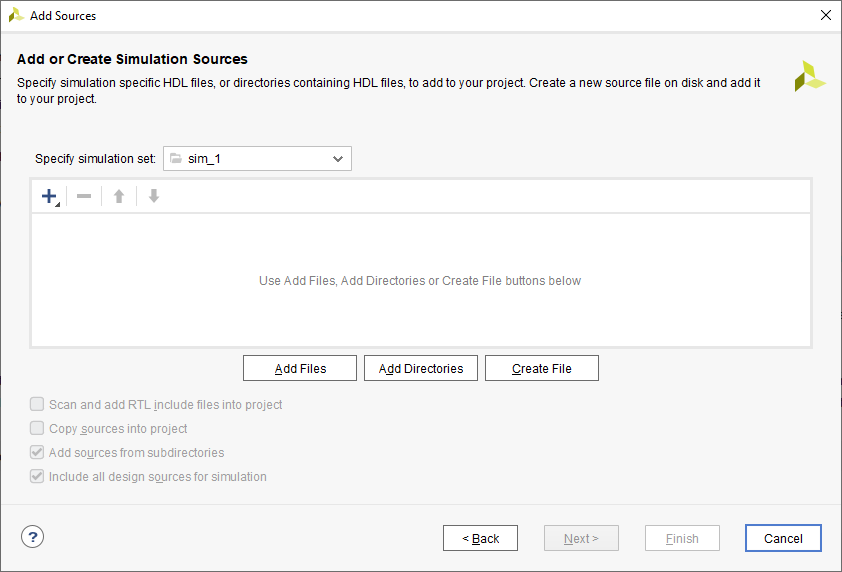 Add Sources
Add or Create Simulation Sources
Specify simulation specific HDL files, or directories containing HDL files, to add to your project. Create a new source file on disk and add it
to your project.
Specify simulation set: sim_1
Use Add Files, Add Directories or Create File buttons below
Add Files Add Directories Create File
Scan and add RTL include files into project
Copy sources into project
Add sources from subdirectories
Include all design sources for simulation
? < Back Next > Finish Cancel